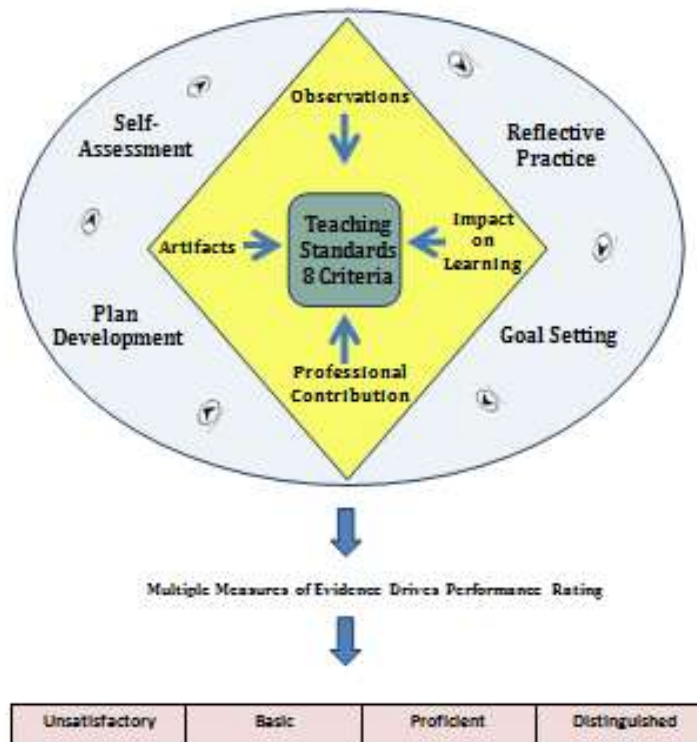 Observations
Self-
Assessment
Reflective
Practice
Teaching
Standards
8 Criteria
Artifacts
Impact
on
Learning
Plan
Development
Goal Setting
Professional
Contribution
Multiple Measures of Evidence Drives Performance Rating
Unsatisfactory Basic Proficient Distinguished